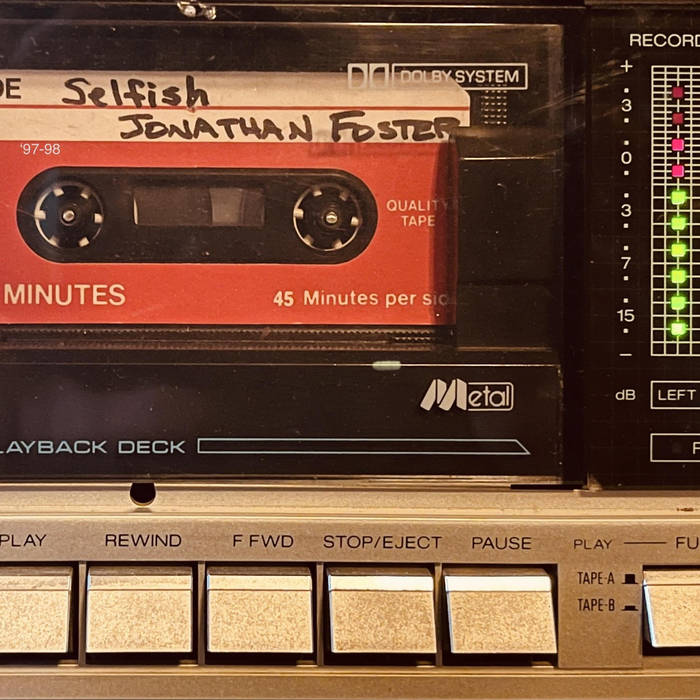 DE Selfish
JONATHAN FOSTER
'97-98
QUALITY
TAPE
MINUTES
45 Minutes per
DOLBY SYSTEM
Metal
LAYBACK DECK
RECORD
+
3
0
3
7
15
−
dB LEFT
PLAY REWIND F FWD STOP/EJECT PAUSE PLAY FU
TAPE-A
TAPE-B